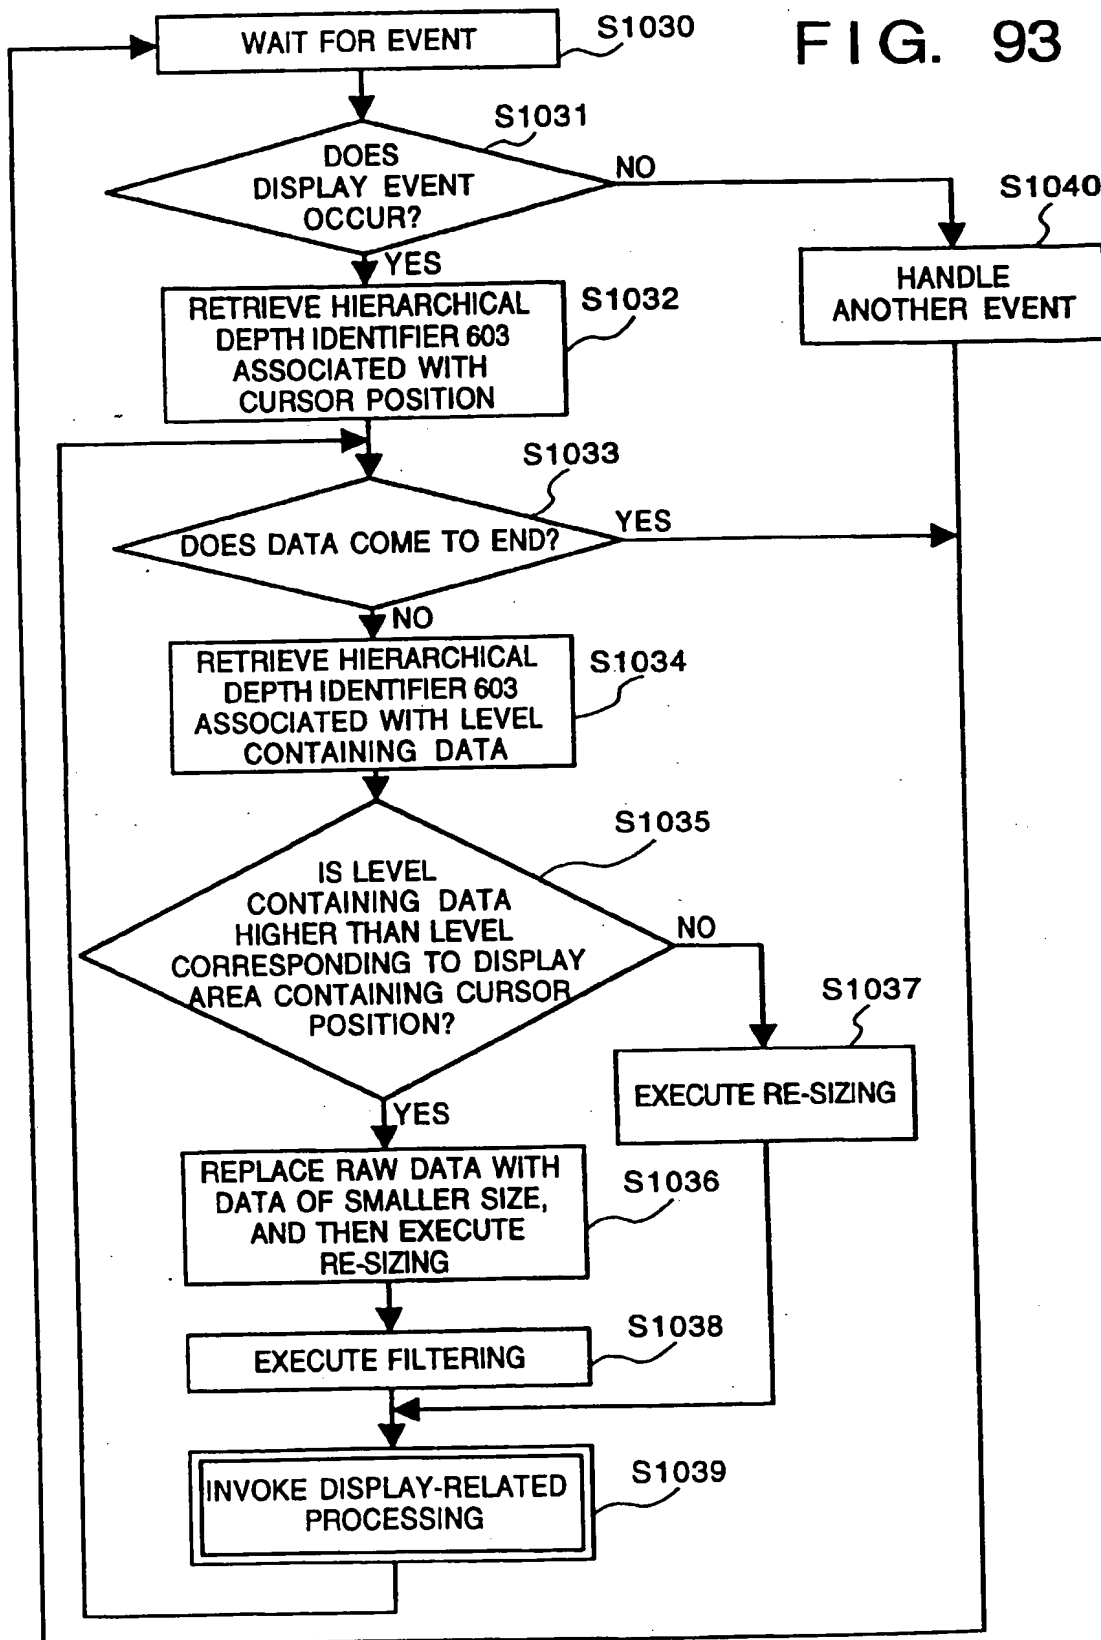 FIG. 93
WAIT FOR EVENT
S1030
S1031
DOES
DISPLAY EVENT
OCCUR?
NO
YES
S1040
HANDLE
ANOTHER EVENT
S1032
RETRIEVE HIERARCHICAL
DEPTH IDENTIFIER 603
ASSOCIATED WITH
CURSOR POSITION
S1033
DOES DATA COME TO END?
YES
NO
S1034
RETRIEVE HIERARCHICAL
DEPTH IDENTIFIER 603
ASSOCIATED WITH LEVEL
CONTAINING DATA
S1035
IS LEVEL
CONTAINING DATA
HIGHER THAN LEVEL
CORRESPONDING TO DISPLAY
AREA CONTAINING CURSOR
POSITION?
NO
YES
S1037
EXECUTE RE-SIZING
REPLACE RAW DATA WITH
DATA OF SMALLER SIZE,
AND THEN EXECUTE
RE-SIZING
S1036
S1038
EXECUTE FILTERING
INVOKE DISPLAY-RELATED
PROCESSING
S1039